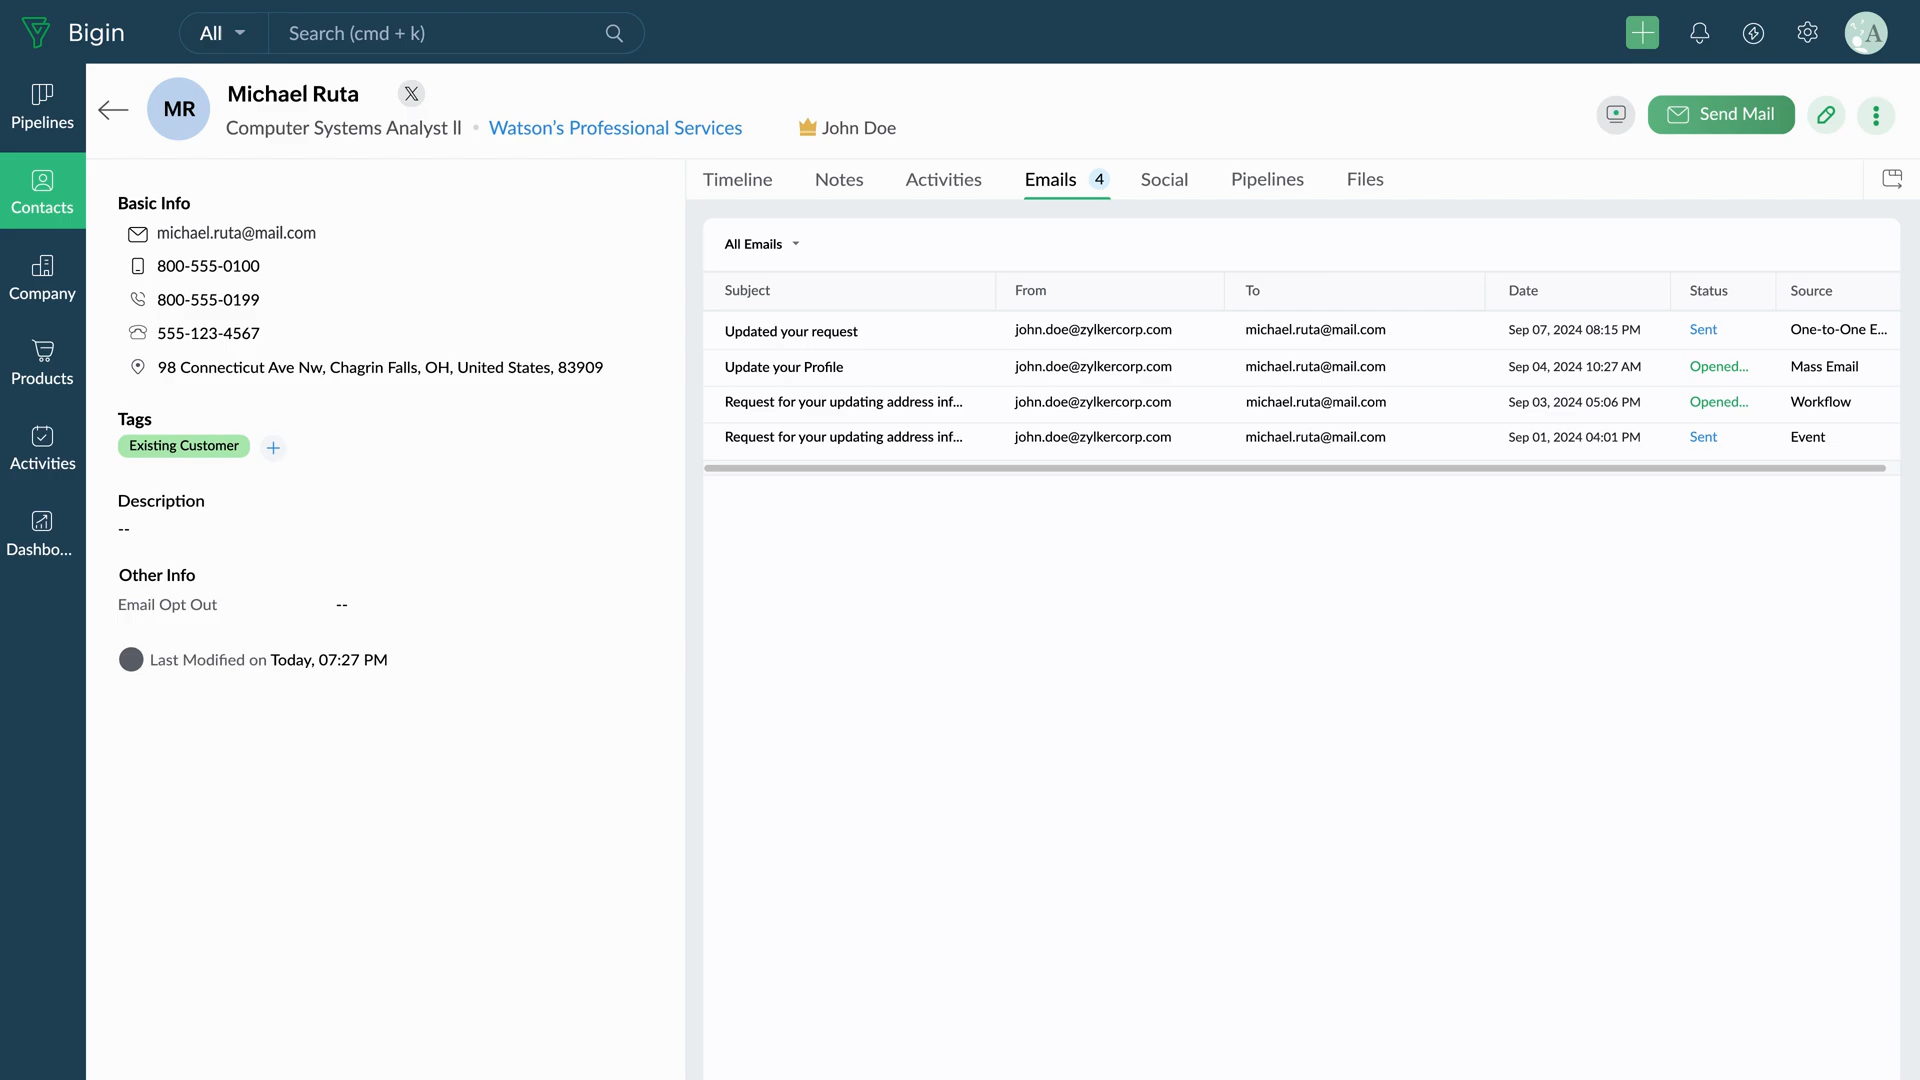 Bigin
All
Search (cmd + k)
A
Pipelines
Contacts
Company
Products
Activities
Dashbo...
MR
Michael Ruta
X
Computer Systems Analyst ll • Watson’s Professional Services
John Doe
Send Mail
Basic Info
michael.ruta@mail.com
800-555-0100
800-555-0199
555-123-4567
98 Connecticut Ave Nw, Chagrin Falls, OH, United States, 83909
Tags
Existing Customer
Description
--
Other Info
Email Opt Out --
Last Modified on Today, 07:27 PM
Timeline Notes Activities Emails 4 Social Pipelines Files
All Emails
Subject From To Date Status Source
Updated your request john.doe@zylkercorp.com michael.ruta@mail.com Sep 07, 2024 08:15 PM Sent One-to-One E...
Update your Profile john.doe@zylkercorp.com michael.ruta@mail.com Sep 04, 2024 10:27 AM Opened... Mass Email
Request for your updating address inf... john.doe@zylkercorp.com michael.ruta@mail.com Sep 03, 2024 05:06 PM Opened... Workflow
Request for your updating address inf... john.doe@zylkercorp.com michael.ruta@mail.com Sep 01, 2024 04:01 PM Sent Event